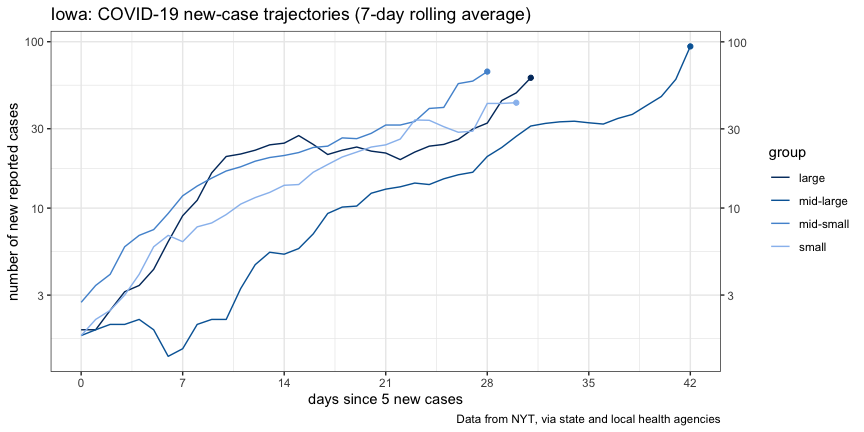 Iowa: COVID-19 new-case trajectories (7-day rolling average)
number of new reported cases
100
30
10
3
100
30
10
3
0 7 14 21 28 35 42
days since 5 new cases
group
large
mid-large
mid-small
small
Data from NYT, via state and local health agencies